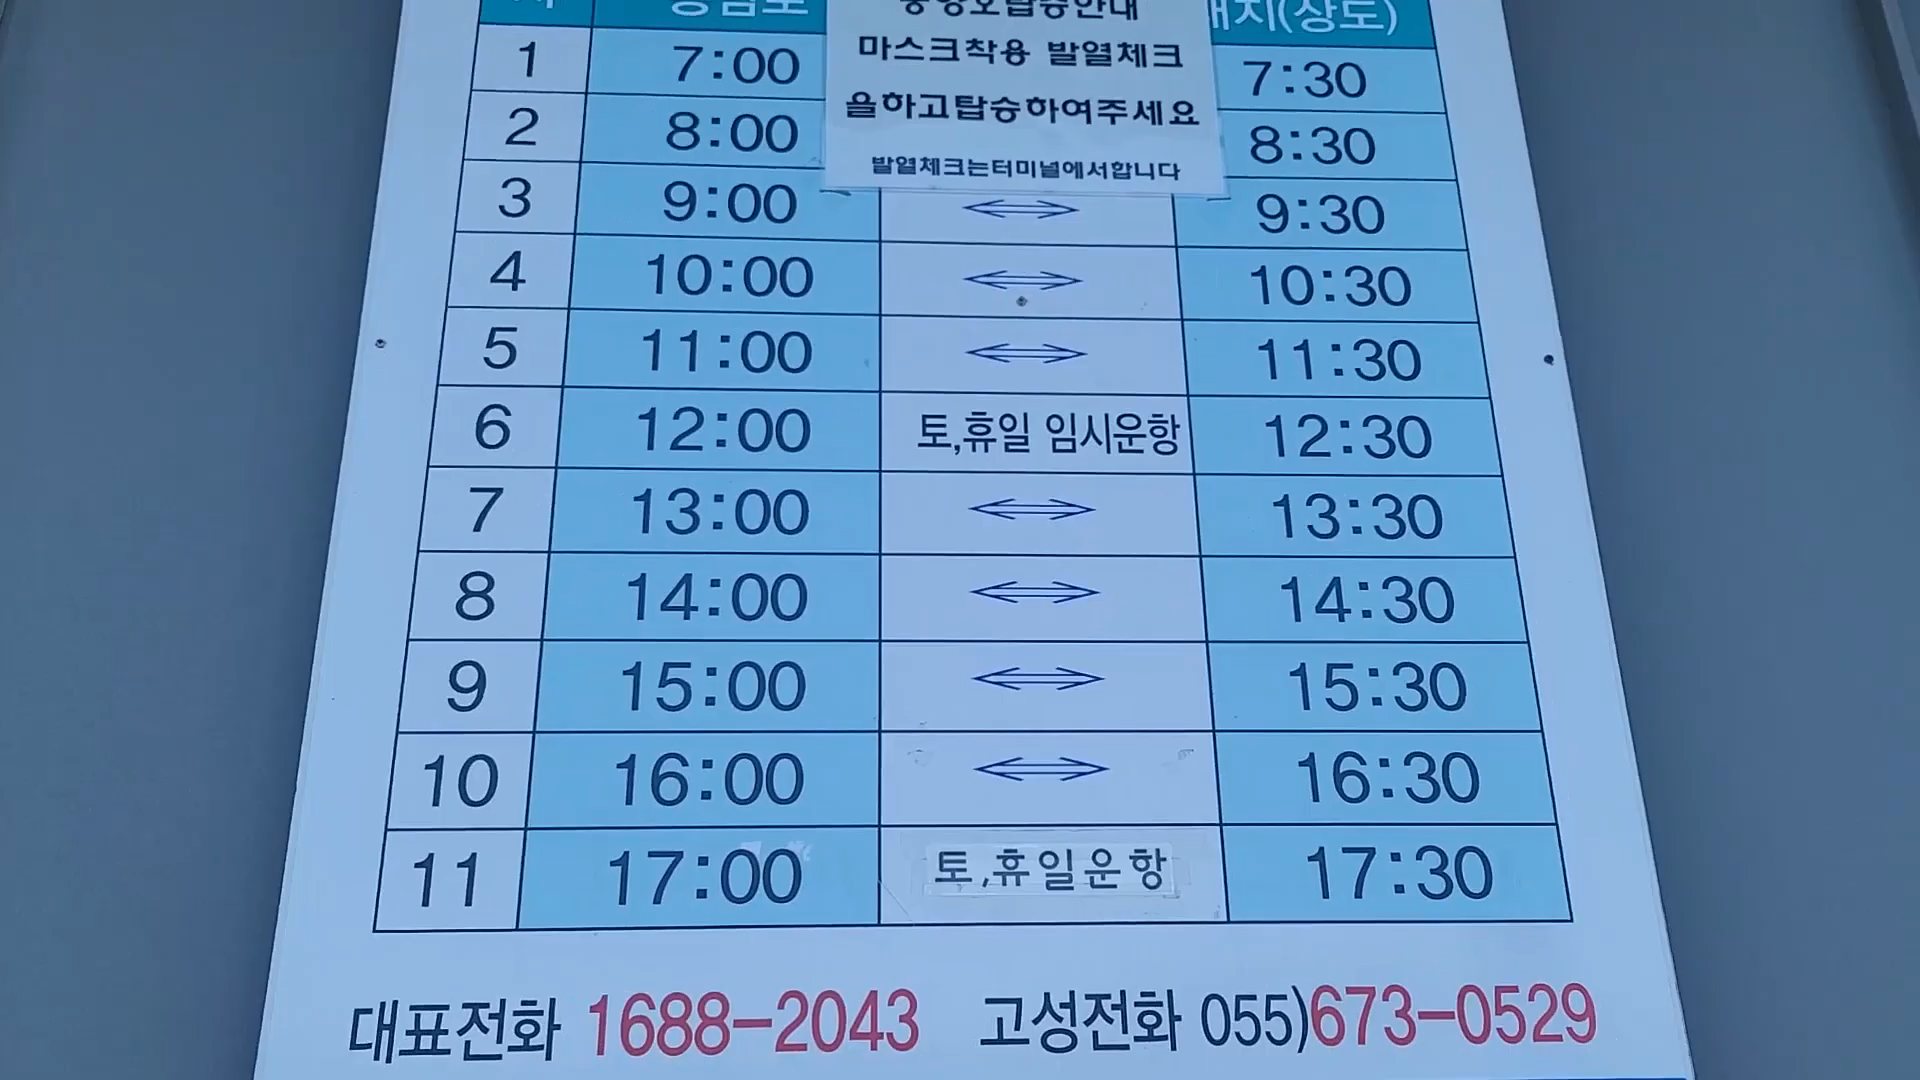 마스크착용 발열체크
을하고탑승하여주세요
발열체크는터미널에서합니다
1 7:00 7:30
2 8:00 8:30
3 9:00 ⟺ 9:30
4 10:00 ⟺ 10:30
5 11:00 ⟺ 11:30
6 12:00 토,휴일 임시운항 12:30
7 13:00 ⟺ 13:30
8 14:00 ⟺ 14:30
9 15:00 ⟺ 15:30
10 16:00 ⟺ 16:30
11 17:00 토,휴일운항 17:30
대표전화 1688-2043 고성전화 055)673-0529